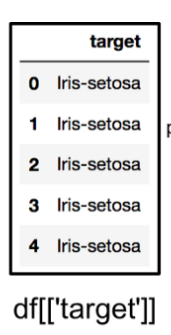 target
0 Iris-setosa
1 Iris-setosa
2 Iris-setosa
3 Iris-setosa
4 Iris-setosa
df[['target']]